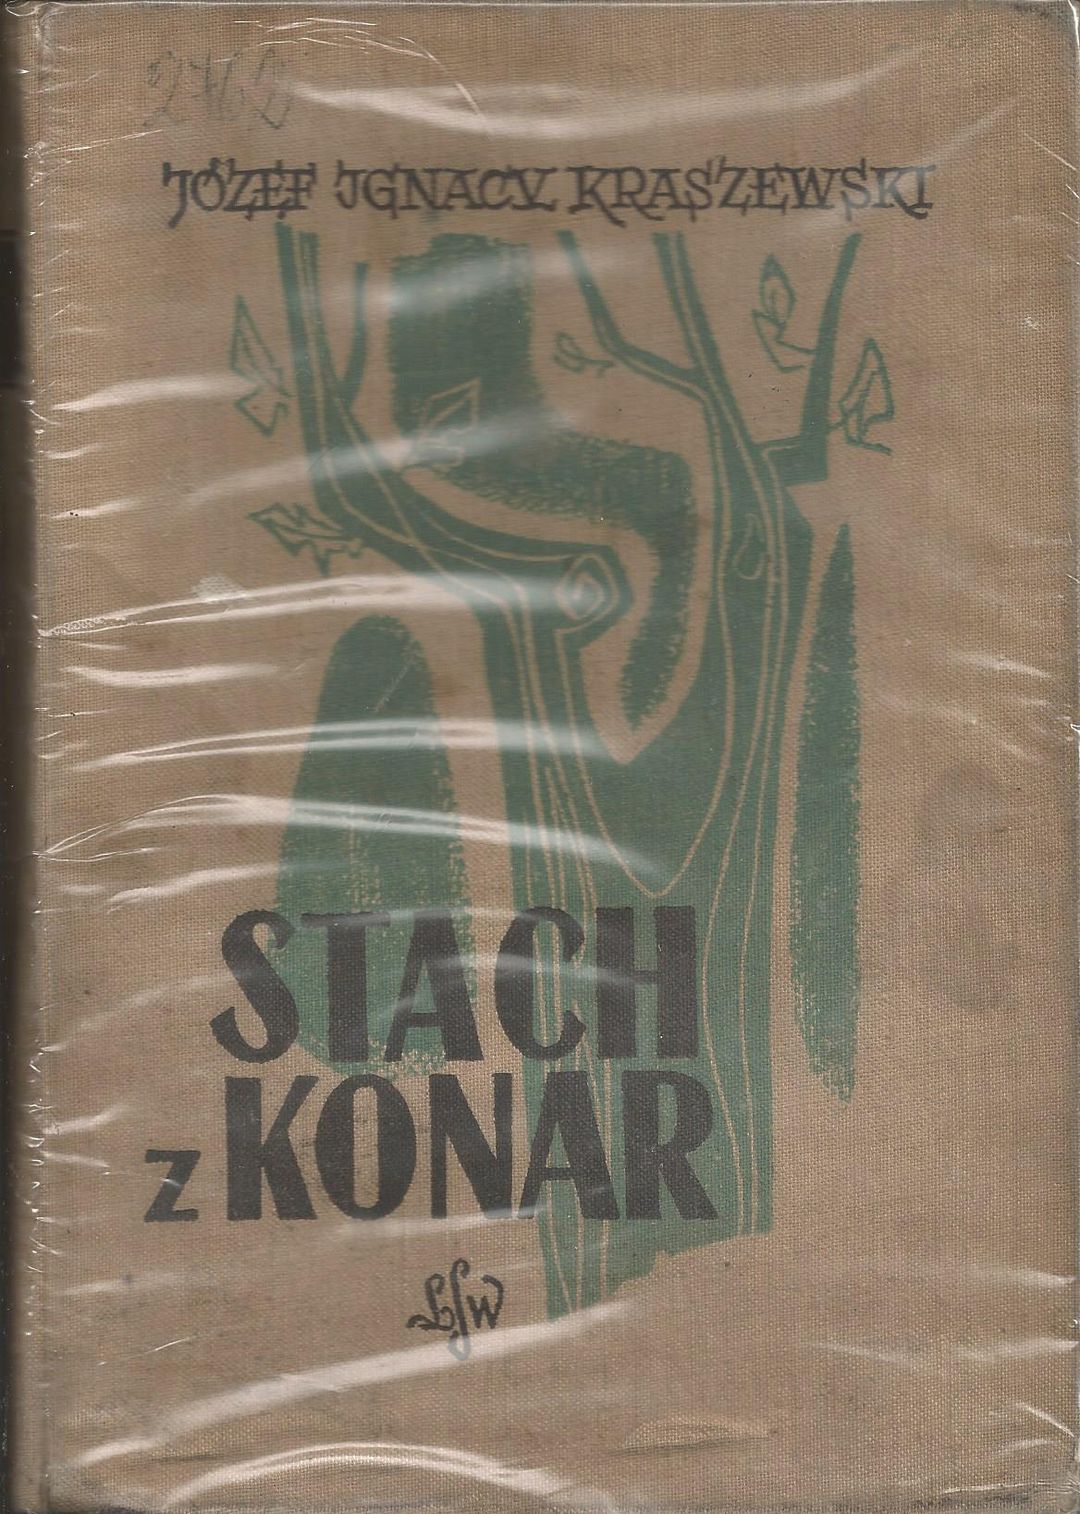 JÓZEF IGNACY KRASZEWSKI
STACH
z KONAR
LSW